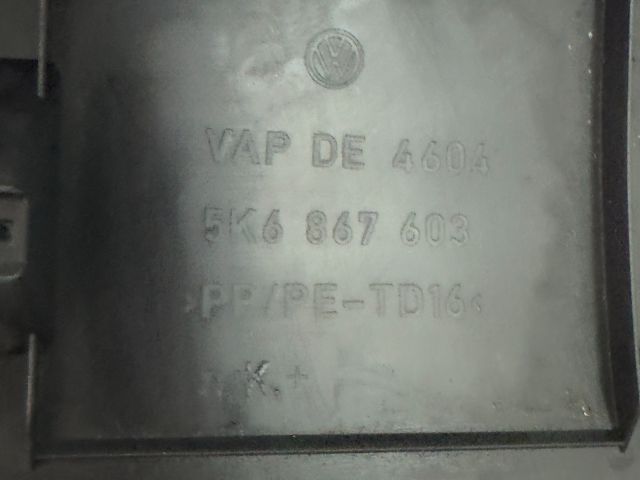 VAP DE 4604
5K6 867 603
>PP/PE-TD16<
K.+